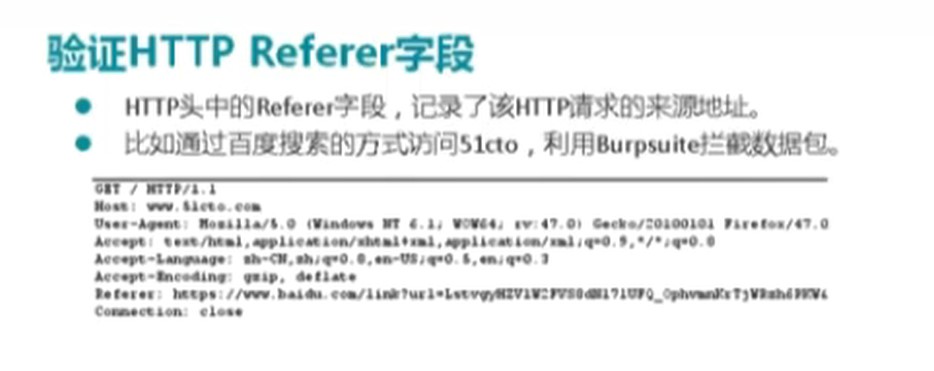 验证HTTP Referer字段
HTTP头中的Referer字段，记录了该HTTP请求的来源地址。
比如通过百度搜索的方式访问51cto，利用Burpsuite拦截数据包。
GET / HTTP/1.1
Host: www.51cto.com
User-Agent: Mozilla/5.0 (Windows NT 6.1; WOW64; rv:47.0) Gecko/20100101 Firefox/47.0
Accept: text/html,application/xhtml+xml,application/xml;q=0.9,*/*;q=0.8
Accept-Language: zh-CN,zh;q=0.8,en-US;q=0.5,en;q=0.3
Accept-Encoding: gzip, deflate
Referer:
Connection: close